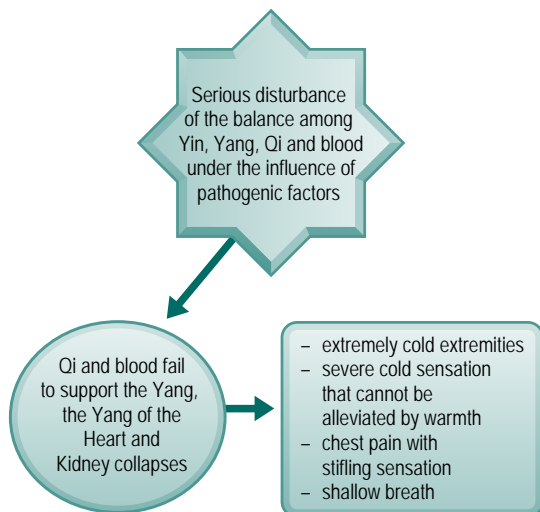 Serious disturbance
of the balance among
Yin, Yang, Qi and blood
under the influence of
pathogenic factors
Qi and blood fail
to support the Yang,
the Yang of the
Heart and
Kidney collapses
– extremely cold extremities
– severe cold sensation
that cannot be
alleviated by warmth
– chest pain with
stifling sensation
– shallow breath